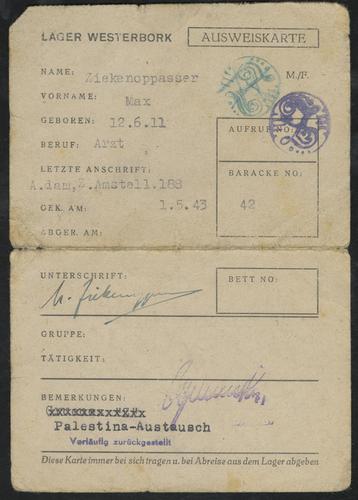 LAGER WESTERBORK AUSWEISKARTE
NAME: Ziekenoppasser M./F.
VORNAME: Max
GEBOREN: 12.6.11
AUFRUF NO:
BERUF: Arzt
LETZTE ANSCHRIFT:
BARACKE NO:
A.dam, Z.Amstell.188
GEK. AM: 1.5.43 42
ABGER. AM:
UNTERSCHRIFT: BETT NO:
GRUPPE:
TÄTIGKEIT:
BEMERKUNGEN:
Palestina-Austausch
Vorläufig zurückgestellt
Diese Karte immer bei sich tragen u. bei Abreise aus dem Lager abgeben